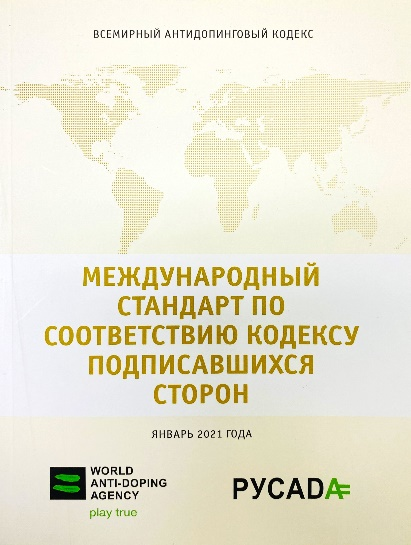 ВСЕМИРНЫЙ АНТИДОПИНГОВЫЙ КОДЕКС
МЕЖДУНАРОДНЫЙ
СТАНДАРТ ПО
СООТВЕТСТВИЮ КОДЕКСУ
ПОДПИСАВШИХСЯ
СТОРОН
ЯНВАРЬ 2021 ГОДА
WORLD
ANTI-DOPING
AGENCY
play true
РУСАDA